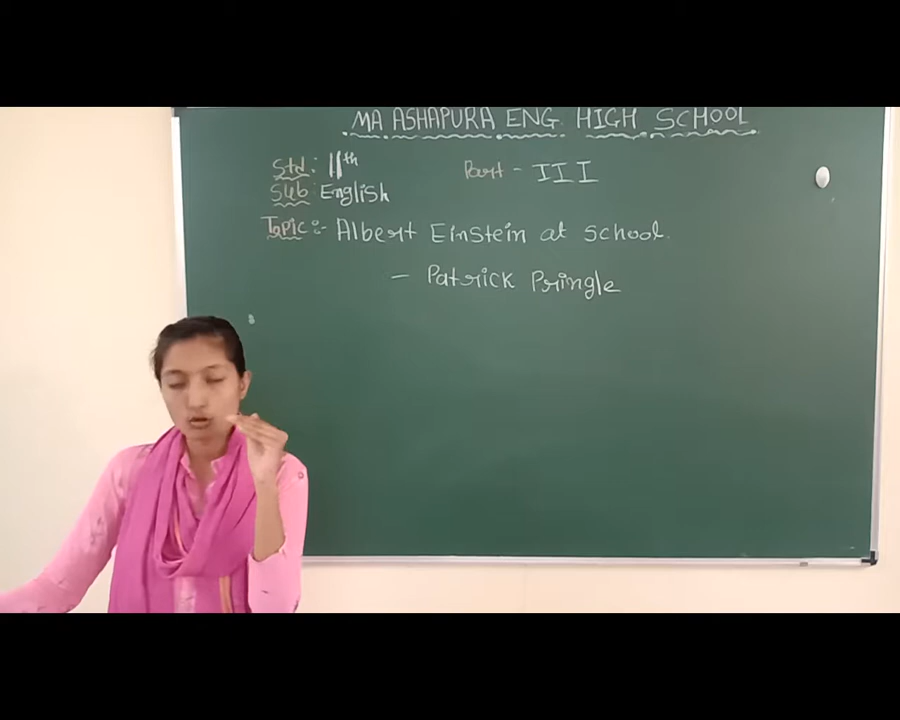 MA ASHAPURA ENG. HIGH SCHOOL
Std: 11th Part - III
Sub: English
Topic:- Albert Einstein at school.
- Patrick Pringle